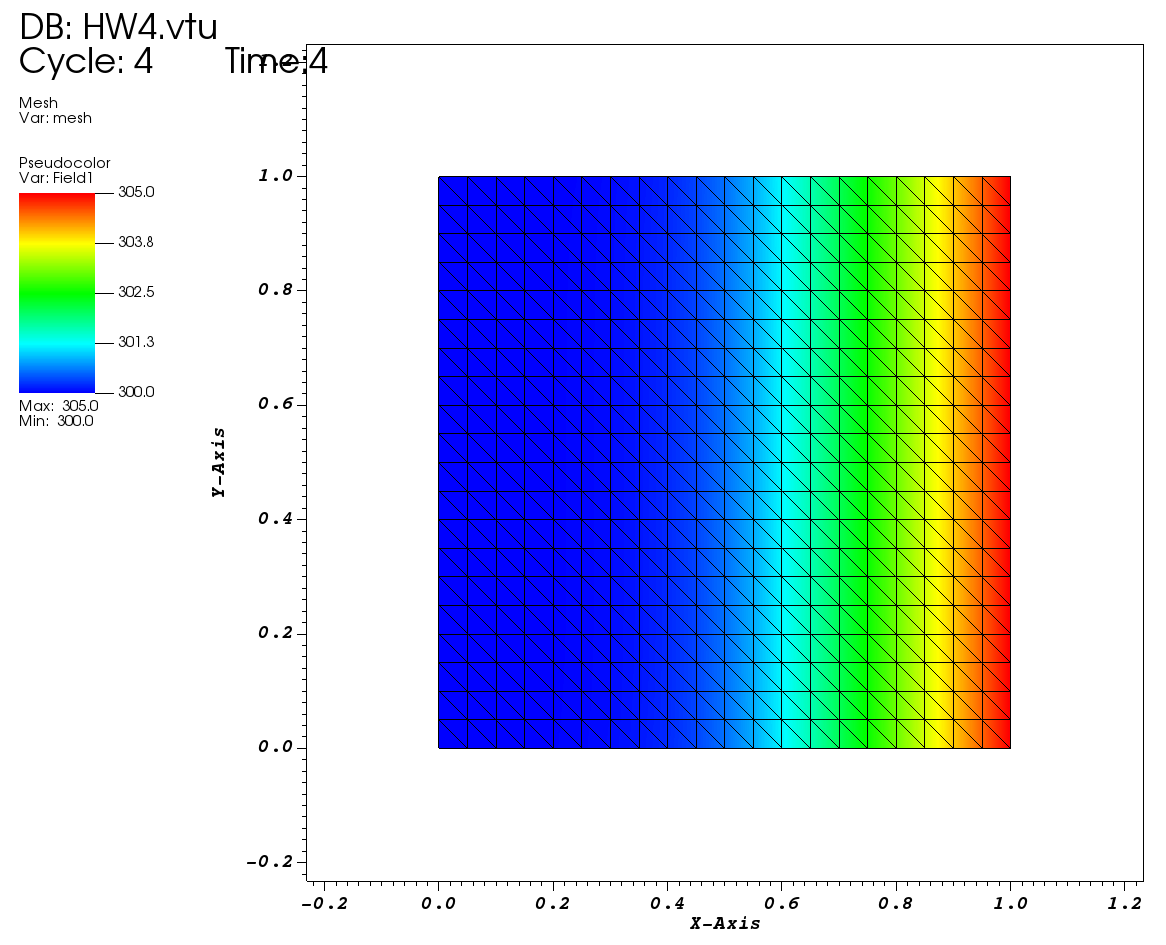 DB: HW4.vtu
Cycle: 4 Time:4
Mesh
Var: mesh
Pseudocolor
Var: Field1
305.0
303.8
302.5
301.3
300.0
Max: 305.0
Min: 300.0
1.0
0.8
0.6
0.4
0.2
0.0
-0.2
Y-Axis
-0.2 0.0 0.2 0.4 0.6 0.8 1.0 1.2
X-Axis